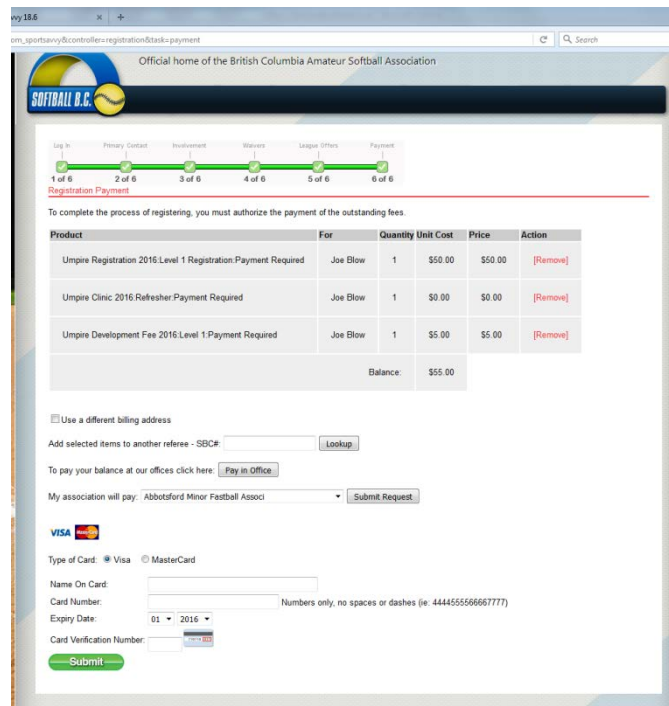 vvy 18.6
× +
om_sportsavvy&controller=registration&task=payment
Search
Official home of the British Columbia Amateur Softball Association
SOFTBALL B.C.
Log In Primary Contact Involvement Waivers League Offers Payment
1 of 6 2 of 6 3 of 6 4 of 6 5 of 6 6 of 6
Registration Payment
To complete the process of registering, you must authorize the payment of the outstanding fees.
Product For Quantity Unit Cost Price Action
Umpire Registration 2016:Level 1 Registration:Payment Required Joe Blow 1 $50.00 $50.00 [Remove]
Umpire Clinic 2016:Refresher:Payment Required Joe Blow 1 $0.00 $0.00 [Remove]
Umpire Development Fee 2016:Level 1:Payment Required Joe Blow 1 $5.00 $5.00 [Remove]
Balance: $55.00
Use a different billing address
Add selected items to another referee - SBC#: Lookup
To pay your balance at our offices click here: Pay in Office
My association will pay: Abbotsford Minor Fastball Associ Submit Request
VISA MasterCard
Type of Card: Visa MasterCard
Name On Card:
Card Number: Numbers only, no spaces or dashes (ie: 4444555566667777)
Expiry Date: 01 2016
Card Verification Number:
Submit